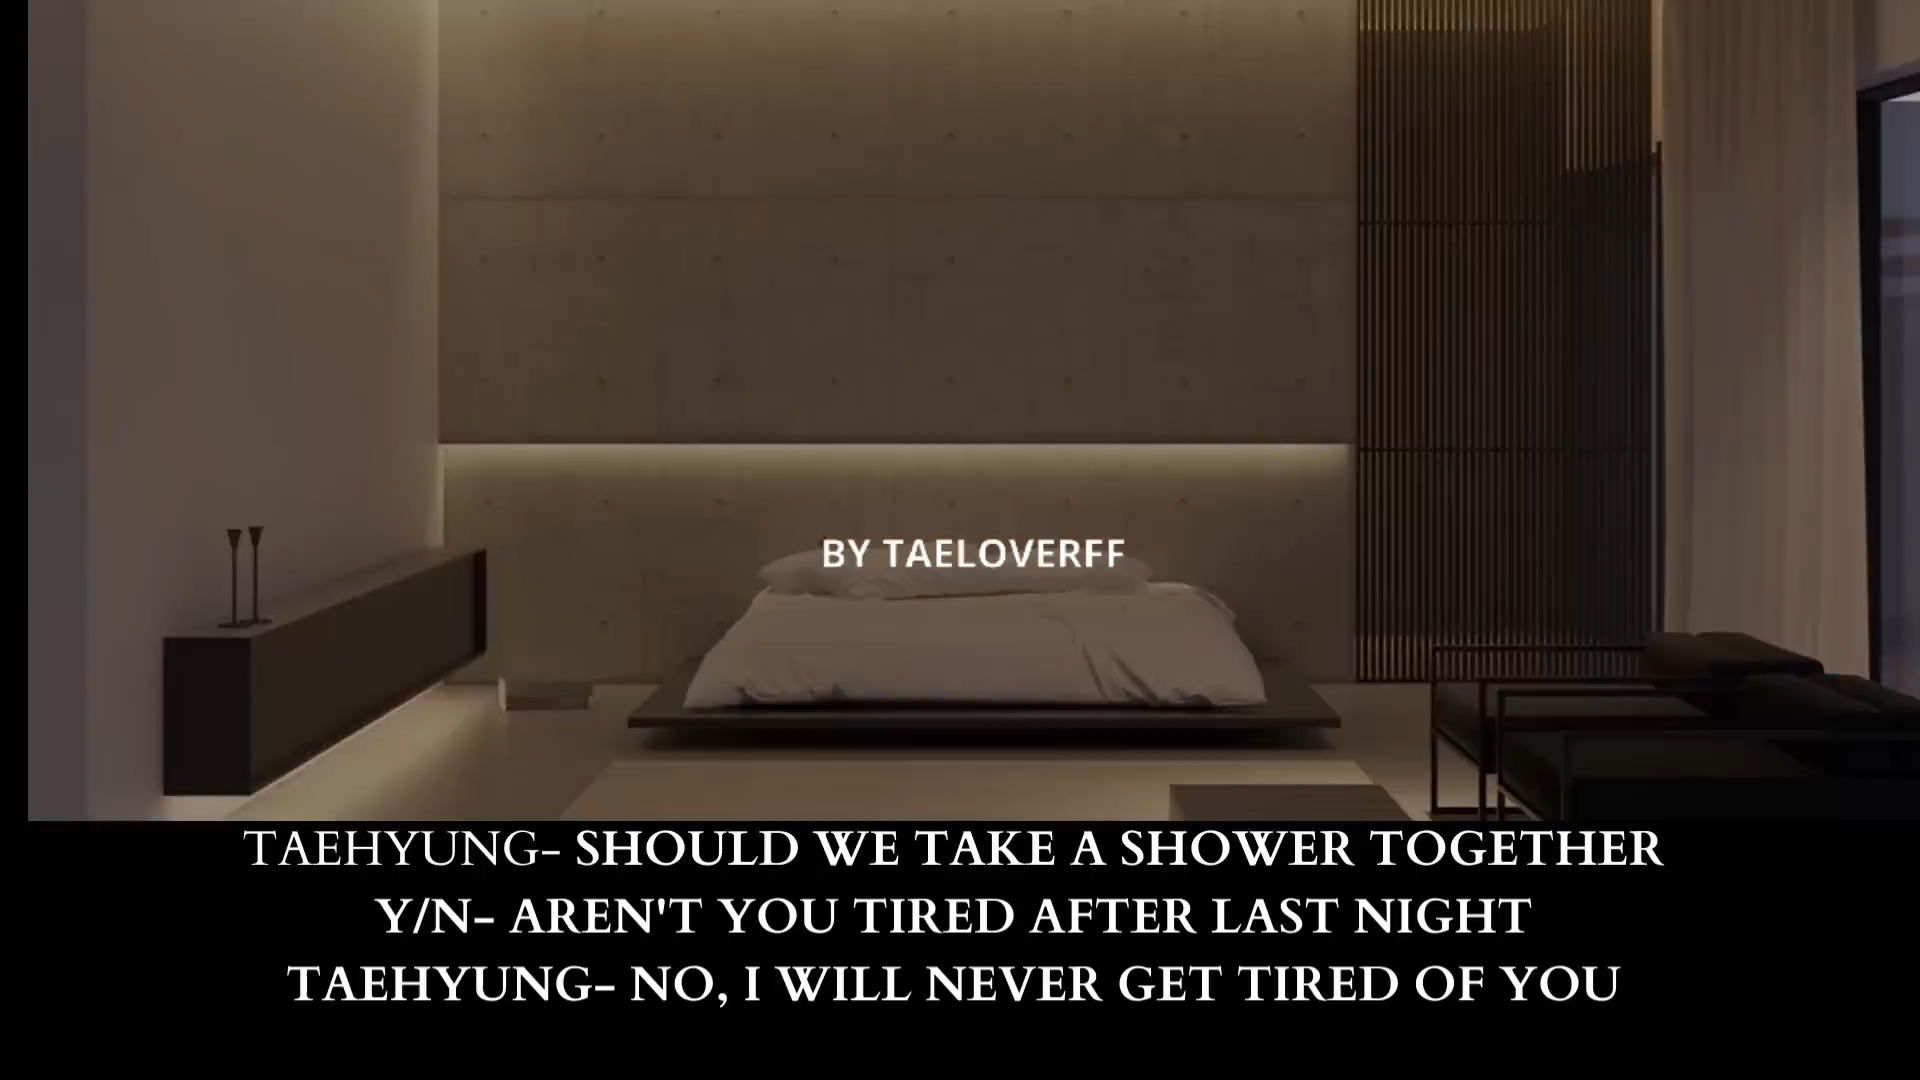 BY TAELOVERFF
TAEHYUNG- SHOULD WE TAKE A SHOWER TOGETHER
Y/N- AREN'T YOU TIRED AFTER LAST NIGHT
TAEHYUNG- NO, I WILL NEVER GET TIRED OF YOU